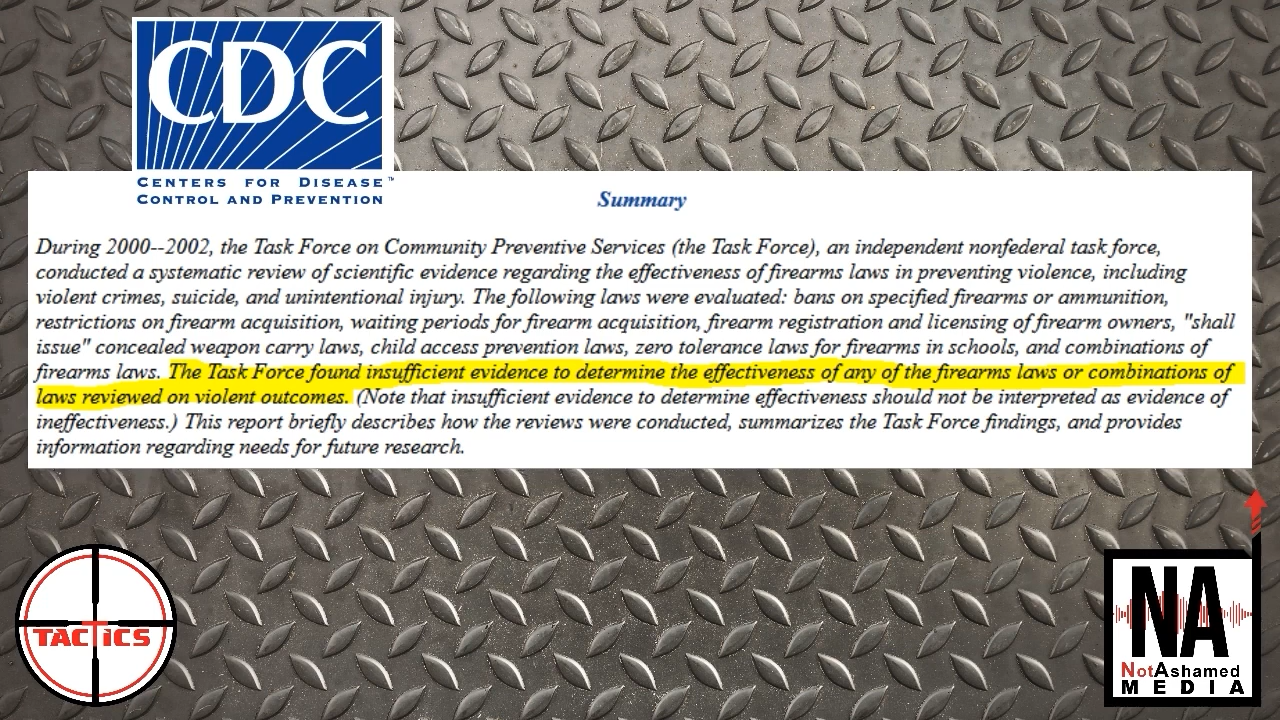 CDC
CENTERS FOR DISEASE™
CONTROL AND PREVENTION
Summary
During 2000--2002, the Task Force on Community Preventive Services (the Task Force), an independent nonfederal task force,
conducted a systematic review of scientific evidence regarding the effectiveness of firearms laws in preventing violence, including
violent crimes, suicide, and unintentional injury. The following laws were evaluated: bans on specified firearms or ammunition,
restrictions on firearm acquisition, waiting periods for firearm acquisition, firearm registration and licensing of firearm owners, "shall
issue" concealed weapon carry laws, child access prevention laws, zero tolerance laws for firearms in schools, and combinations of
firearms laws. The Task Force found insufficient evidence to determine the effectiveness of any of the firearms laws or combinations of
laws reviewed on violent outcomes. (Note that insufficient evidence to determine effectiveness should not be interpreted as evidence of
ineffectiveness.) This report briefly describes how the reviews were conducted, summarizes the Task Force findings, and provides
information regarding needs for future research.
TACTICS
NA
NotAshamed
MEDIA